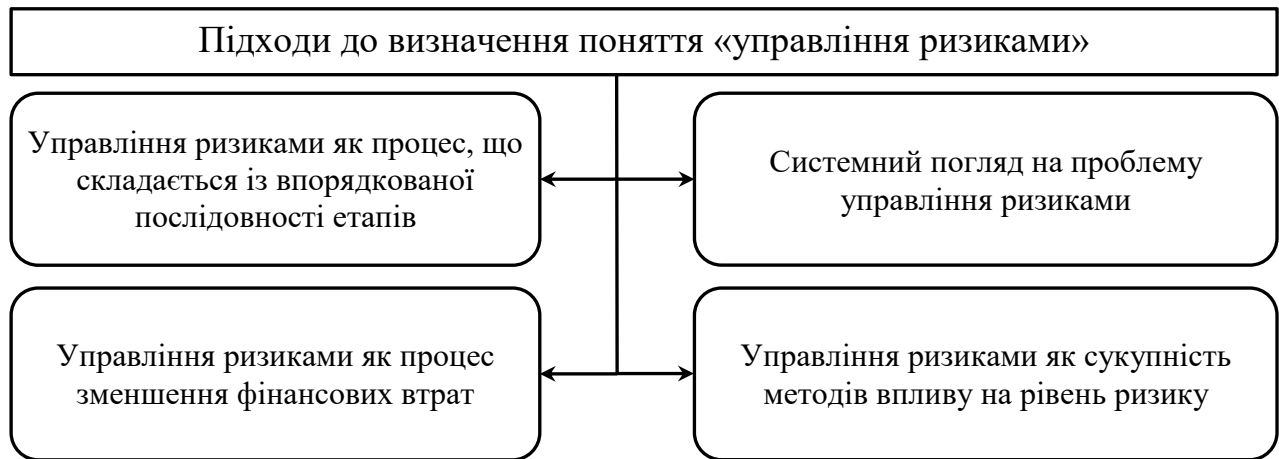 Підходи до визначення поняття «управління ризиками»
Управління ризиками як процес, що
складається із впорядкованої
послідовності етапів
Системний погляд на проблему
управління ризиками
Управління ризиками як процес
зменшення фінансових втрат
Управління ризиками як сукупність
методів впливу на рівень ризику